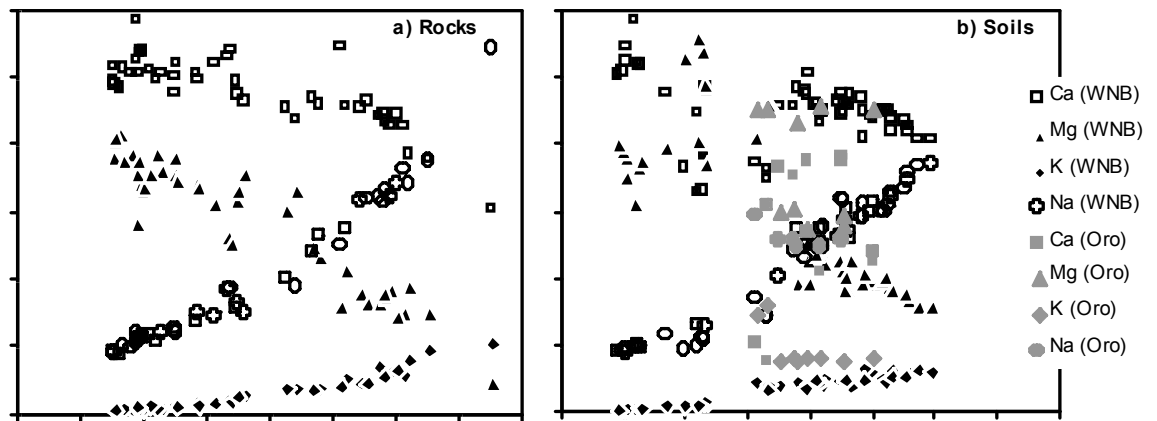 a) Rocks
b) Soils
Ca (WNB)
Mg (WNB)
K (WNB)
Na (WNB)
Ca (Oro)
Mg (Oro)
K (Oro)
Na (Oro)